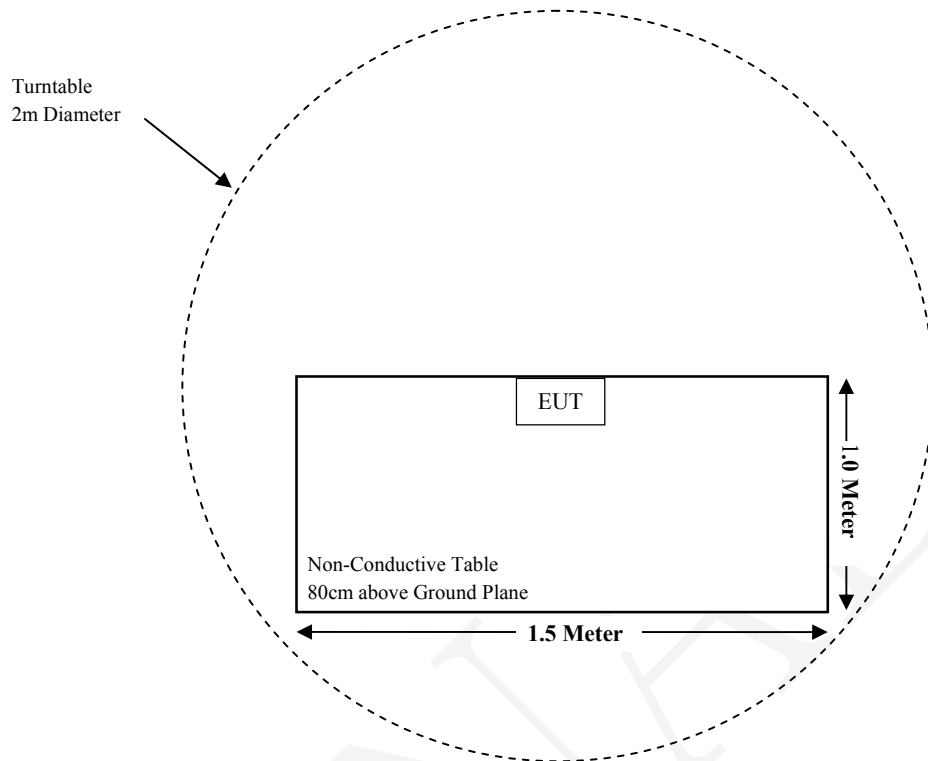 Turntable
2m Diameter
EUT
1.0 Meter
Non-Conductive Table
80cm above Ground Plane
1.5 Meter